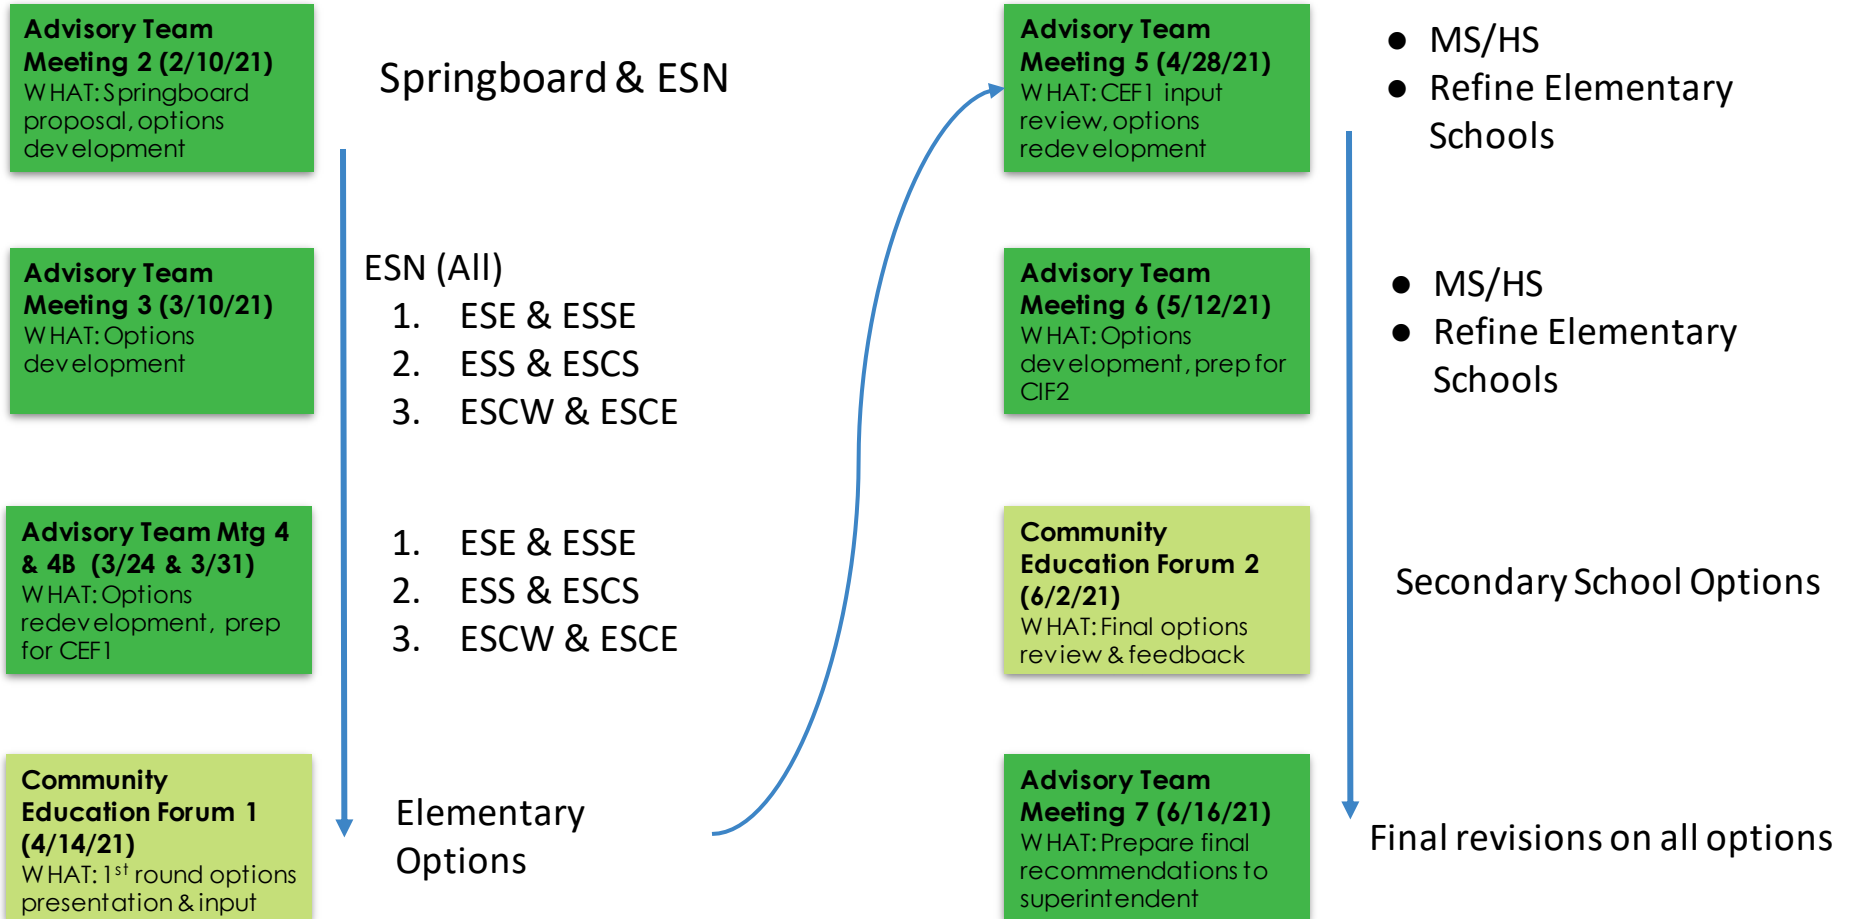 Advisory Team
Meeting 2 (2/10/21)
WHAT: Springboard
proposal, options
development
Springboard & ESN
Advisory Team
Meeting 3 (3/10/21)
WHAT: Options
development
ESN (All)
1. ESE & ESSE
2. ESS & ESCS
3. ESCW & ESCE
Advisory Team Mtg 4
& 4B (3/24 & 3/31)
WHAT: Options
redevelopment, prep
for CEF1
1. ESE & ESSE
2. ESS & ESCS
3. ESCW & ESCE
Community
Education Forum 1
(4/14/21)
WHAT: 1st round options
presentation & input
Elementary
Options
Advisory Team
Meeting 5 (4/28/21)
WHAT: CEF1 input
review, options
redevelopment
● MS/HS
● Refine Elementary
Schools
Advisory Team
Meeting 6 (5/12/21)
WHAT: Options
development, prep for
CIF2
● MS/HS
● Refine Elementary
Schools
Community
Education Forum 2
(6/2/21)
WHAT: Final options
review & feedback
Secondary School Options
Advisory Team
Meeting 7 (6/16/21)
WHAT: Prepare final
recommendations to
superintendent
Final revisions on all options